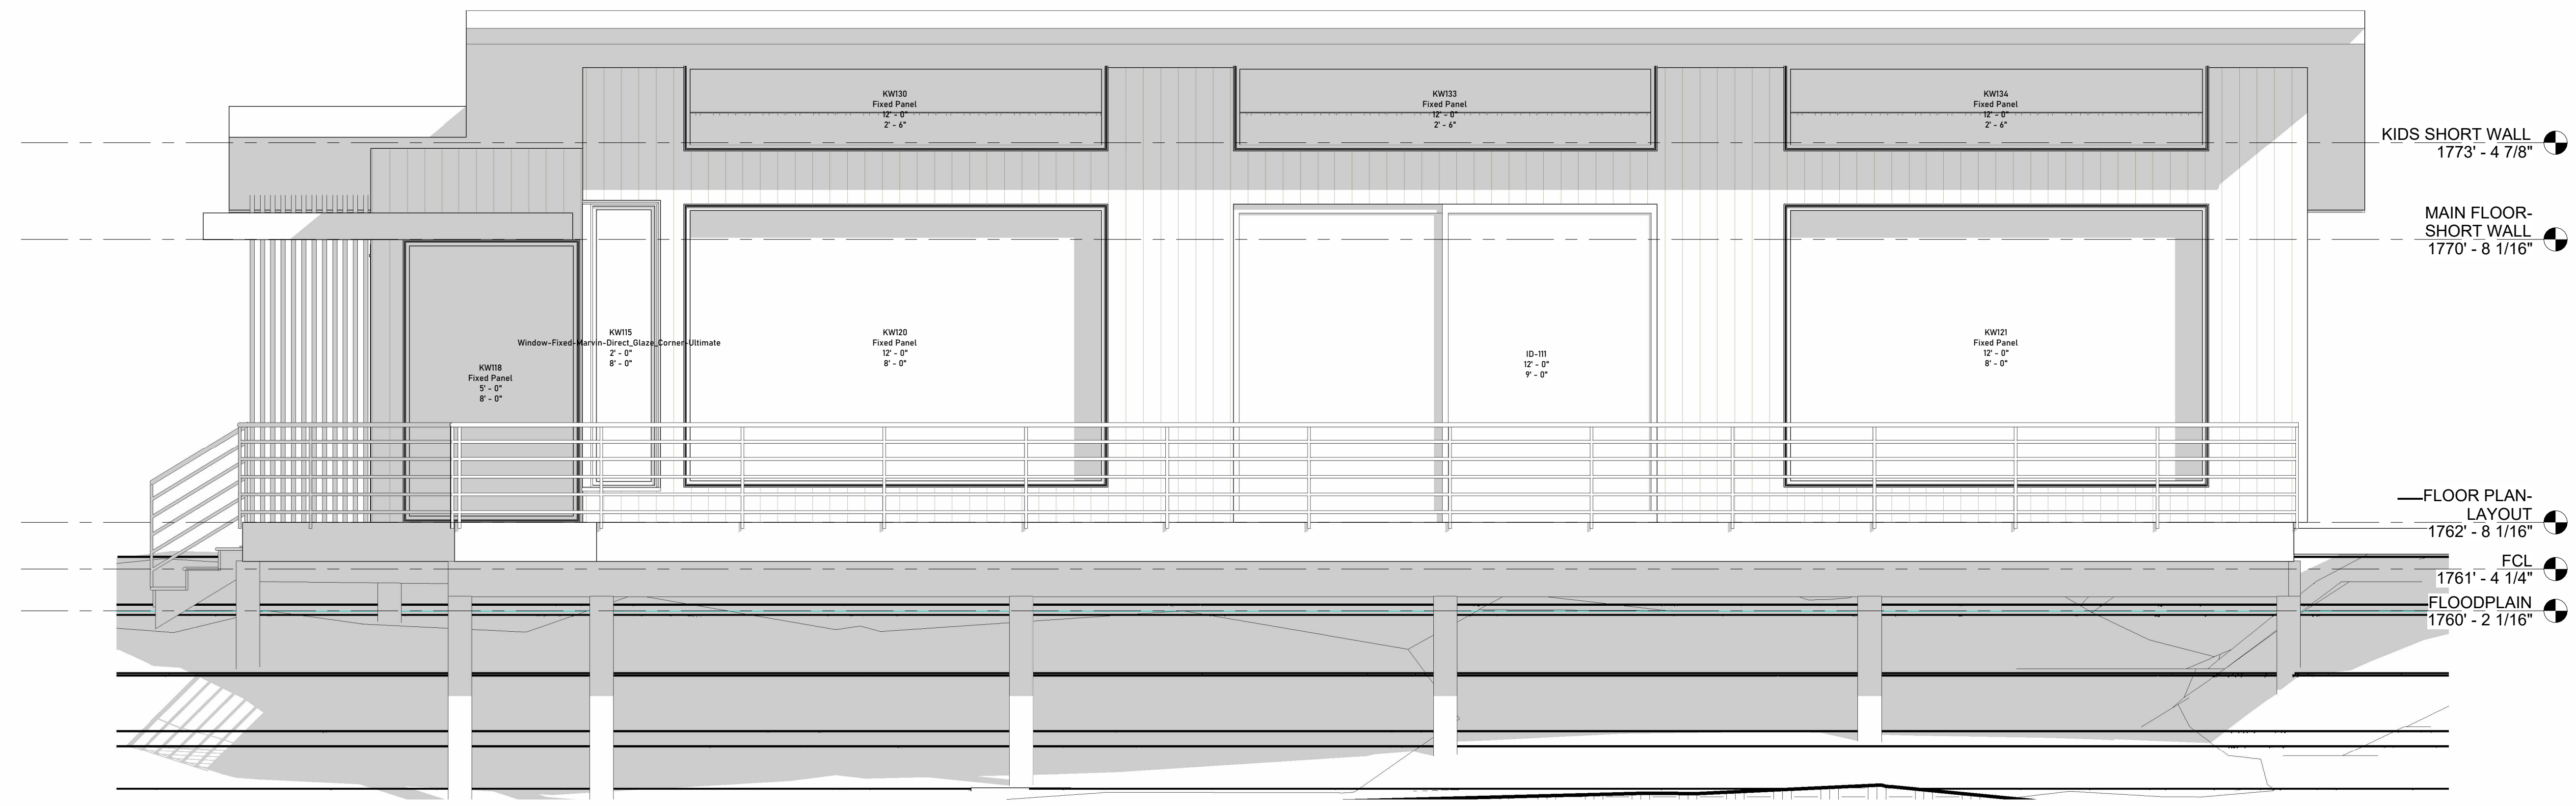 KW130
Fixed Panel
12' - 0"
2' - 6"
KW133
Fixed Panel
12' - 0"
2' - 6"
KW134
Fixed Panel
12' - 0"
2' - 6"
KIDS SHORT WALL
1773' - 4 7/8"
MAIN FLOOR-
SHORT WALL
1770' - 8 1/16"
KW118
Fixed Panel
5' - 0"
8' - 0"
KW115
Window-Fixed-Marvin-Direct_Glaze_Corner-Ultimate
2' - 0"
8' - 0"
KW120
Fixed Panel
12' - 0"
8' - 0"
ID-111
12' - 0"
9' - 0"
KW121
Fixed Panel
12' - 0"
8' - 0"
FLOOR PLAN-
LAYOUT
1762' - 8 1/16"
FCL
1761' - 4 1/4"
FLOODPLAIN
1760' - 2 1/16"